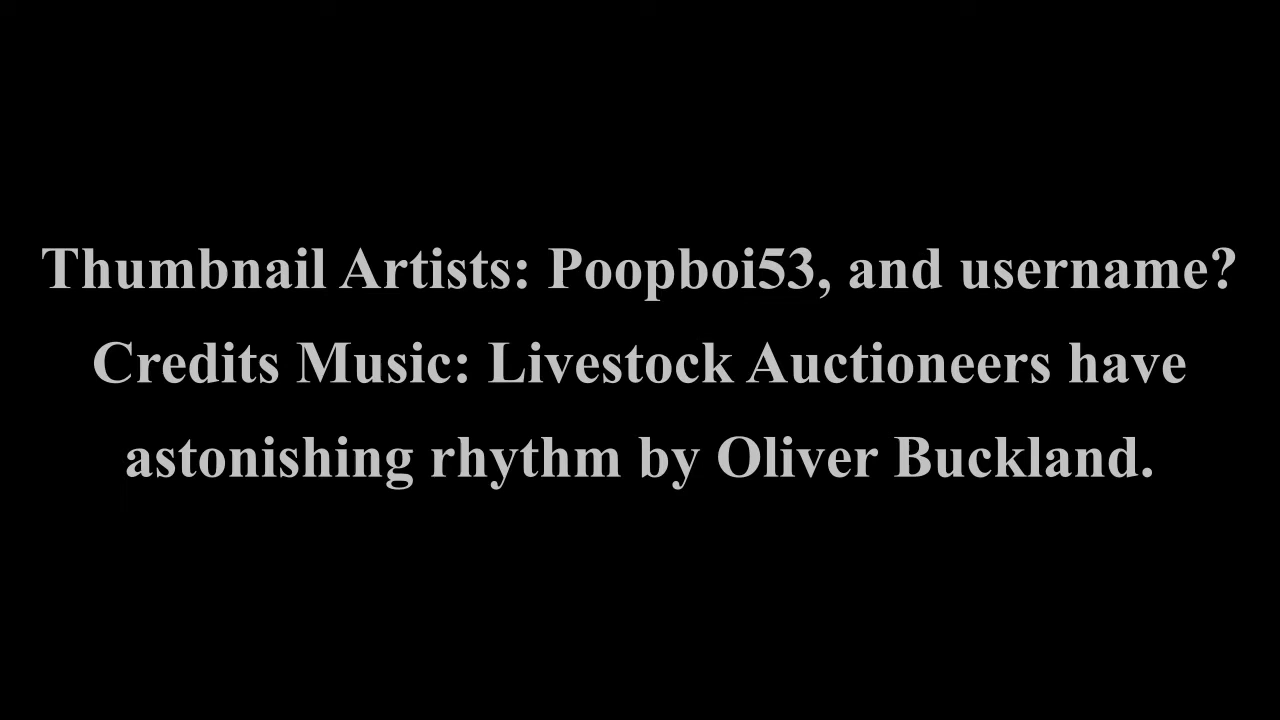 Thumbnail Artists: Poopboi53, and username?
Credits Music: Livestock Auctioneers have
astonishing rhythm by Oliver Buckland.